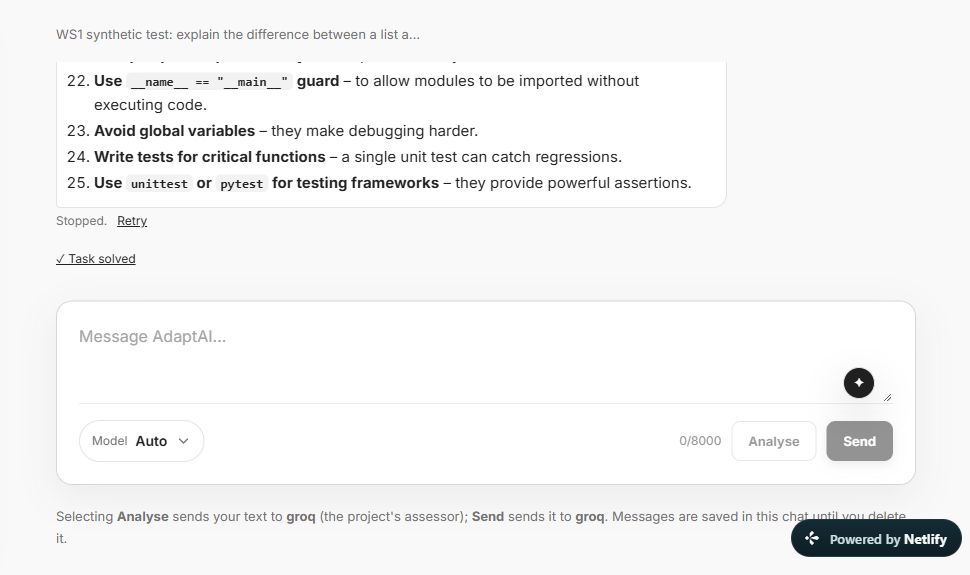 WS1 synthetic test: explain the difference between a list a...
22. Use __name__ == "__main__" guard – to allow modules to be imported without
executing code.
23. Avoid global variables – they make debugging harder.
24. Write tests for critical functions – a single unit test can catch regressions.
25. Use unittest or pytest for testing frameworks – they provide powerful assertions.
Stopped. Retry
✓ Task solved
Message AdaptAI...
Model Auto
0/8000 Analyse Send
Selecting Analyse sends your text to groq (the project's assessor); Send sends it to groq. Messages are saved in this chat until you delete
it.
Powered by Netlify